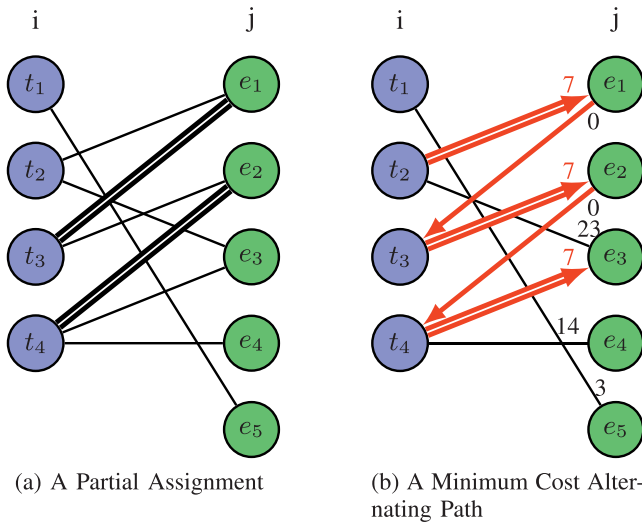 i j i j
t1 e1 t1 7 e1
0
t2 e2 t2 7 e2
0
23
t3 e3 t3 7 e3
t4 e4 t4 14 e4
3
e5 e5
(a) A Partial Assignment
(b) A Minimum Cost Alter-
nating Path